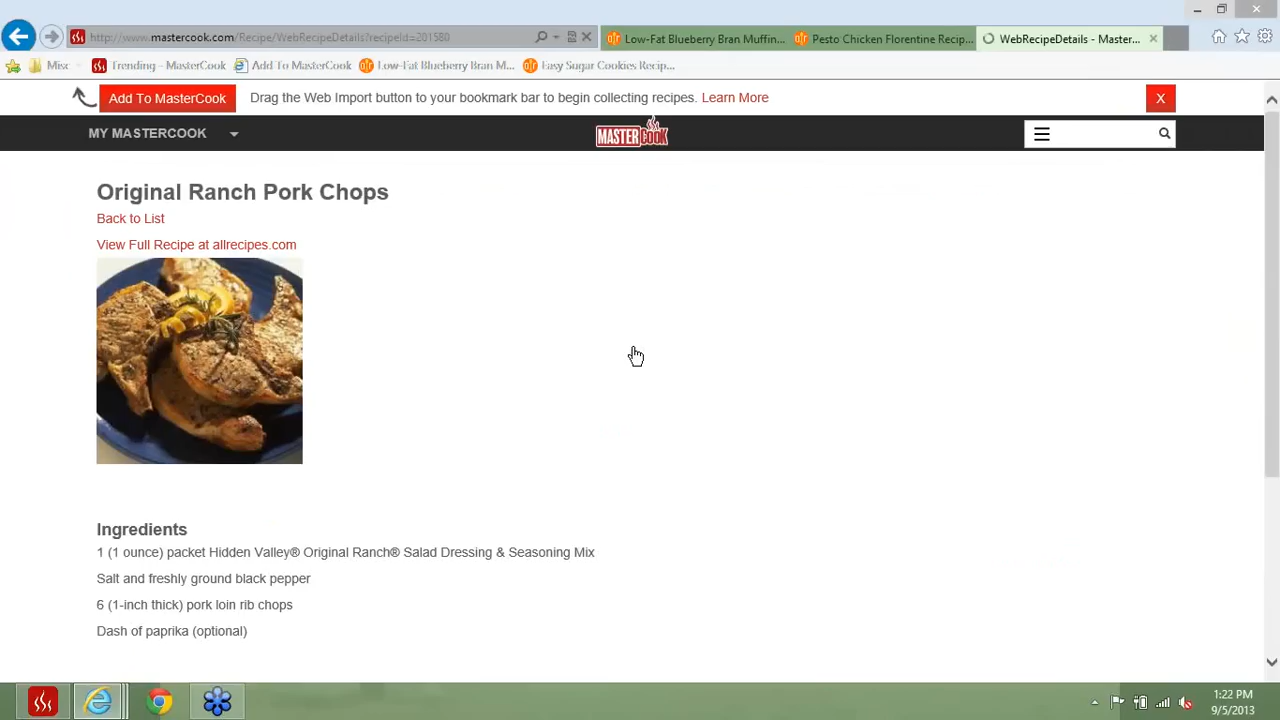 http://www.mastercook.com/Recipe/WebRecipeDetails?recipeId=201580
Low-Fat Blueberry Bran Muffin...
Pesto Chicken Florentine Recip...
WebRecipeDetails - Master...
Misc
Trending - MasterCook
Add To MasterCook
Low-Fat Blueberry Bran M...
Easy Sugar Cookies Recip...
Add To MasterCook Drag the Web Import button to your bookmark bar to begin collecting recipes. Learn More X
MY MASTERCOOK
MASTERCOOK
Original Ranch Pork Chops
Back to List
View Full Recipe at allrecipes.com
Ingredients
1 (1 ounce) packet Hidden Valley® Original Ranch® Salad Dressing & Seasoning Mix
Salt and freshly ground black pepper
6 (1-inch thick) pork loin rib chops
Dash of paprika (optional)
1:22 PM
9/5/2013